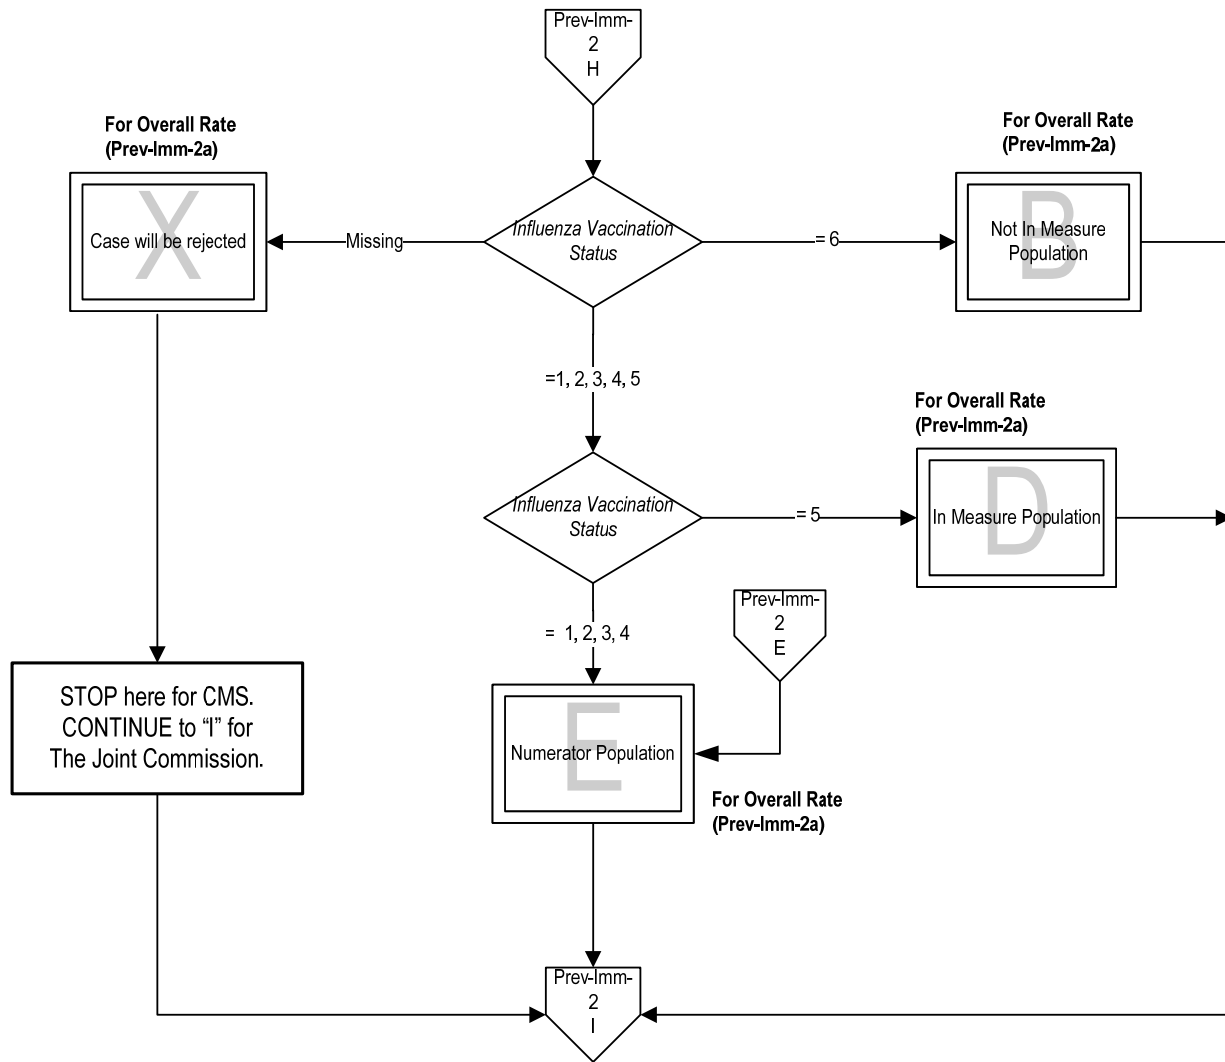 Prev-Imm-
2
H
For Overall Rate
(Prev-Imm-2a)
X
Case will be rejected
Missing
Influenza Vaccination
Status
= 6
For Overall Rate
(Prev-Imm-2a)
B
Not In Measure
Population
=1, 2, 3, 4, 5
For Overall Rate
(Prev-Imm-2a)
Influenza Vaccination
Status
= 5
D
In Measure Population
= 1, 2, 3, 4
Prev-Imm-
2
E
STOP here for CMS.
CONTINUE to “I” for
The Joint Commission.
E
Numerator Population
For Overall Rate
(Prev-Imm-2a)
Prev-Imm-
2
I